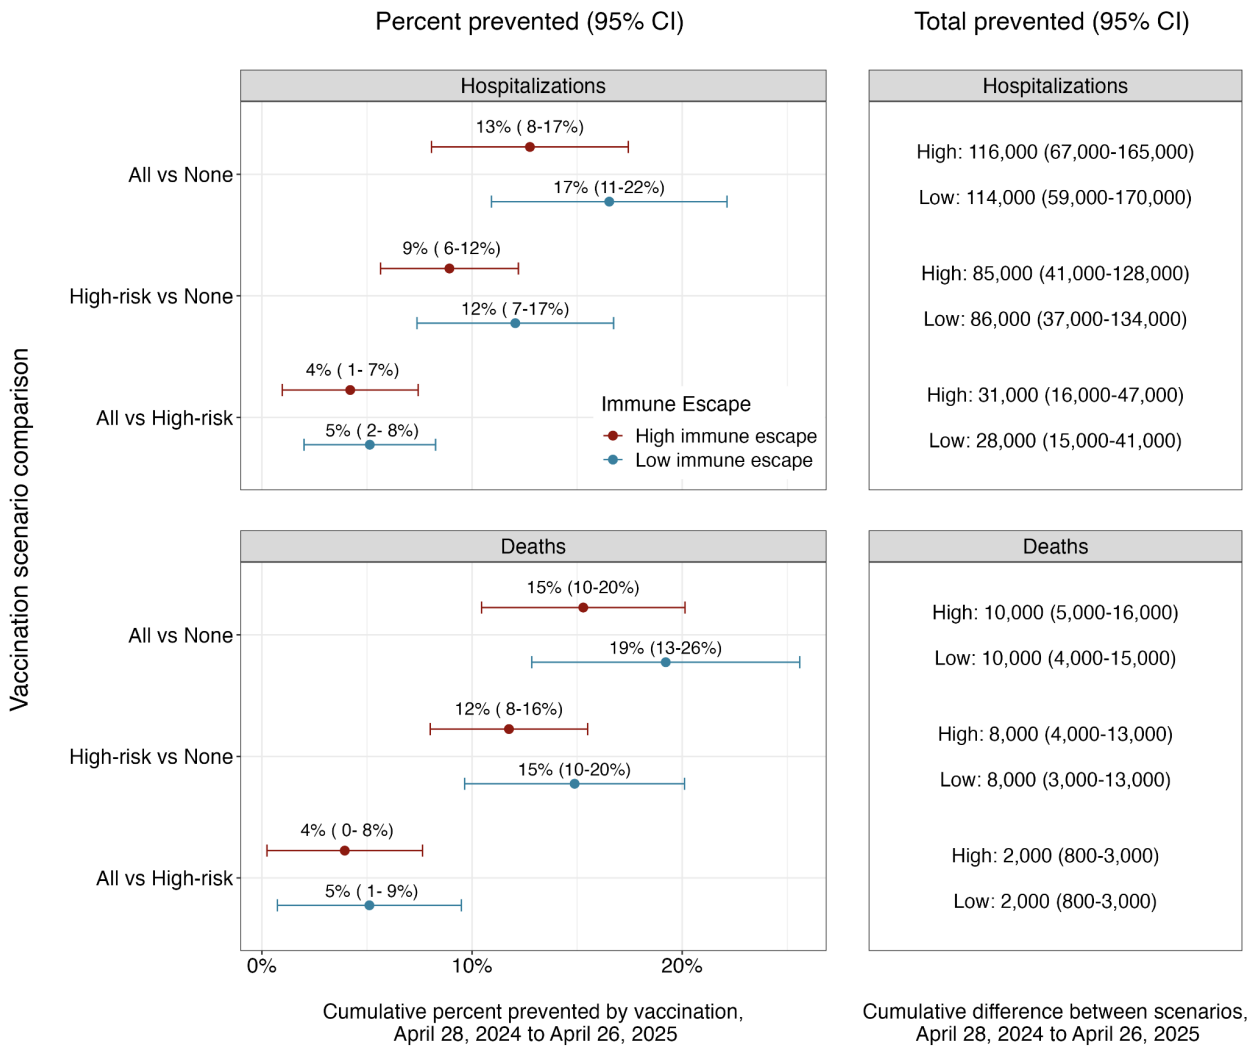 Percent prevented (95% CI)
Total prevented (95% CI)
Vaccination scenario comparison
Hospitalizations
All vs None
13% ( 8-17%)
17% (11-22%)
High-risk vs None
9% ( 6-12%)
12% ( 7-17%)
All vs High-risk
4% ( 1- 7%)
5% ( 2- 8%)
Immune Escape
High immune escape
Low immune escape
Hospitalizations
High: 116,000 (67,000-165,000)
Low: 114,000 (59,000-170,000)
High: 85,000 (41,000-128,000)
Low: 86,000 (37,000-134,000)
High: 31,000 (16,000-47,000)
Low: 28,000 (15,000-41,000)
Deaths
All vs None
15% (10-20%)
19% (13-26%)
High-risk vs None
12% ( 8-16%)
15% (10-20%)
All vs High-risk
4% ( 0- 8%)
5% ( 1- 9%)
0%
10%
20%
Cumulative percent prevented by vaccination,
April 28, 2024 to April 26, 2025
Deaths
High: 10,000 (5,000-16,000)
Low: 10,000 (4,000-15,000)
High: 8,000 (4,000-13,000)
Low: 8,000 (3,000-13,000)
High: 2,000 (800-3,000)
Low: 2,000 (800-3,000)
Cumulative difference between scenarios,
April 28, 2024 to April 26, 2025